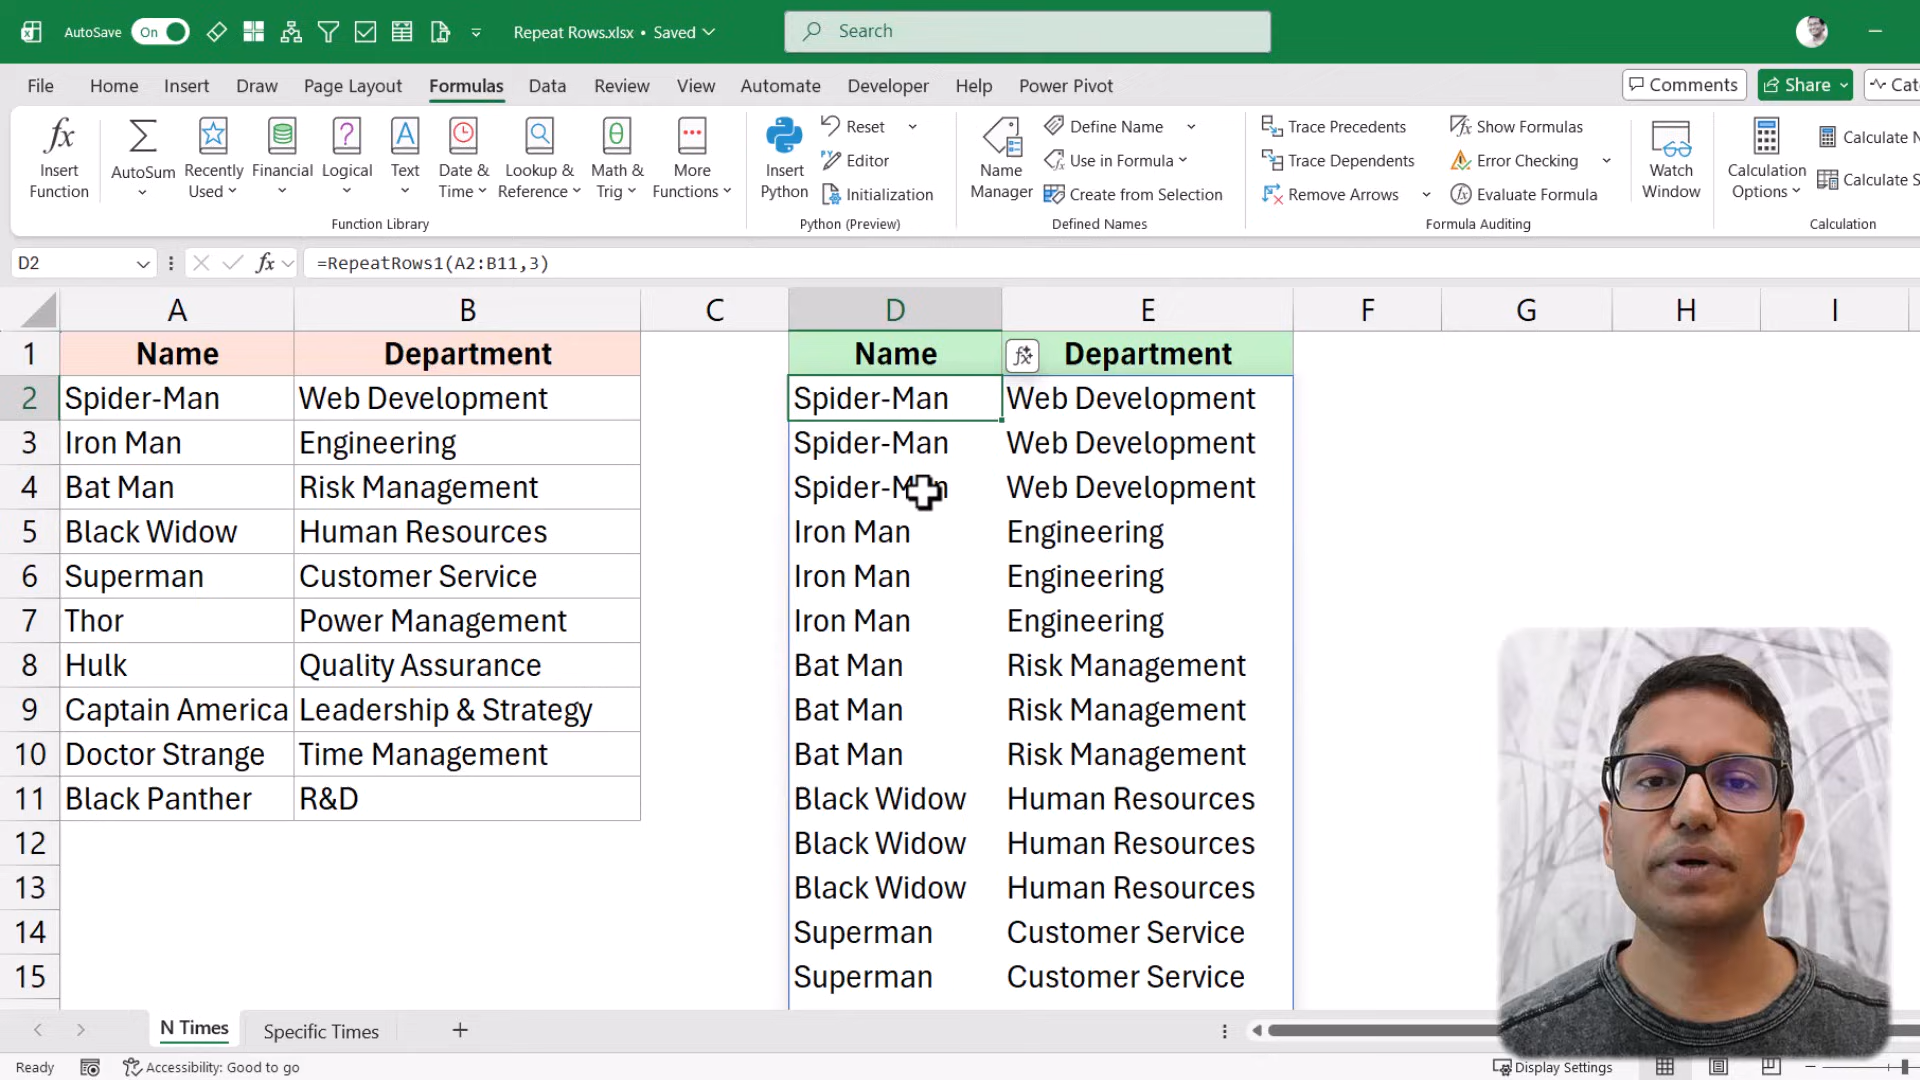 AutoSave On Repeat Rows.xlsx • Saved Search
File Home Insert Draw Page Layout Formulas Data Review View Automate Developer Help Power Pivot Comments Share
Insert Function
AutoSum
Recently Used
Financial
Logical
Text
Date & Time
Lookup & Reference
Math & Trig
More Functions
Function Library
Insert Python
Reset
Editor
Initialization
Python (Preview)
Name Manager
Define Name
Use in Formula
Create from Selection
Defined Names
Trace Precedents
Trace Dependents
Remove Arrows
Show Formulas
Error Checking
Evaluate Formula
Formula Auditing
Watch Window
Calculation Options
Calculate
Calculate
Calculation
D2 fx =RepeatRows1(A2:B11,3)
A B C D E F G H I
1 Name Department Name Department
2 Spider-Man Web Development Spider-Man Web Development
3 Iron Man Engineering Spider-Man Web Development
4 Bat Man Risk Management Spider-Man Web Development
5 Black Widow Human Resources Iron Man Engineering
6 Superman Customer Service Iron Man Engineering
7 Thor Power Management Iron Man Engineering
8 Hulk Quality Assurance Bat Man Risk Management
9 Captain America Leadership & Strategy Bat Man Risk Management
10 Doctor Strange Time Management Bat Man Risk Management
11 Black Panther R&D Black Widow Human Resources
12 Black Widow Human Resources
13 Black Widow Human Resources
14 Superman Customer Service
15 Superman Customer Service
N Times Specific Times
Ready Accessibility: Good to go Display Settings